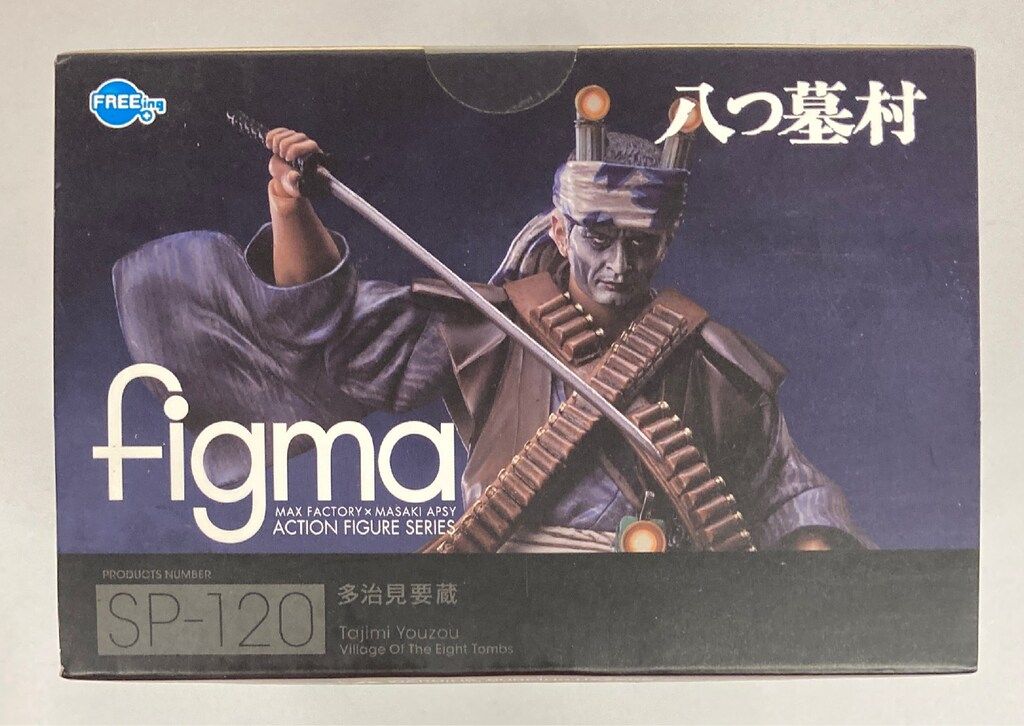 FREEing
八つ墓村
figma
MAX FACTORY × MASAKI APSY
ACTION FIGURE SERIES
PRODUCTS NUMBER
SP-120
多治見要蔵
Tajimi Youzou
Village Of The Eight Tombs